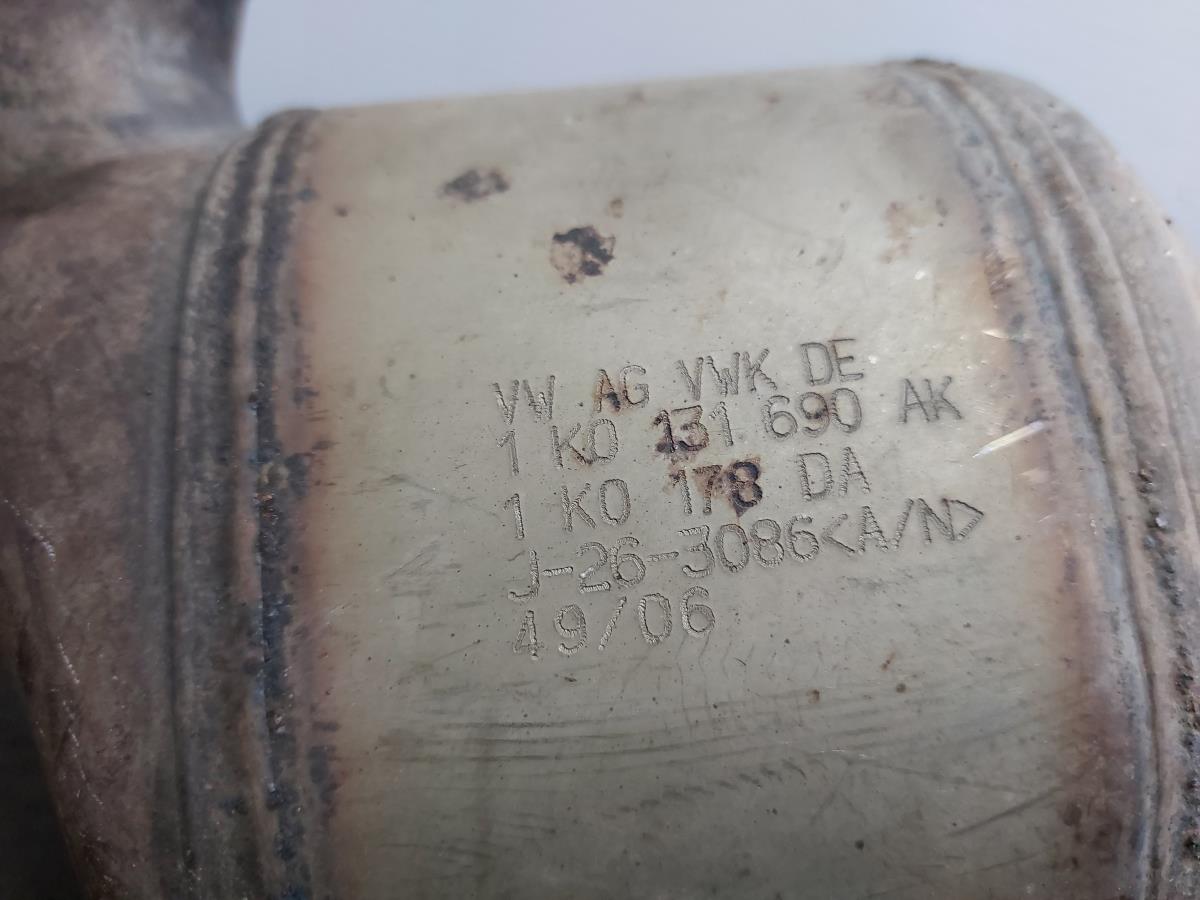 VW AG VWK DE
1 K0 131 690 AK
1 K0 178 DA
J-26-3086<A/N>
49/06